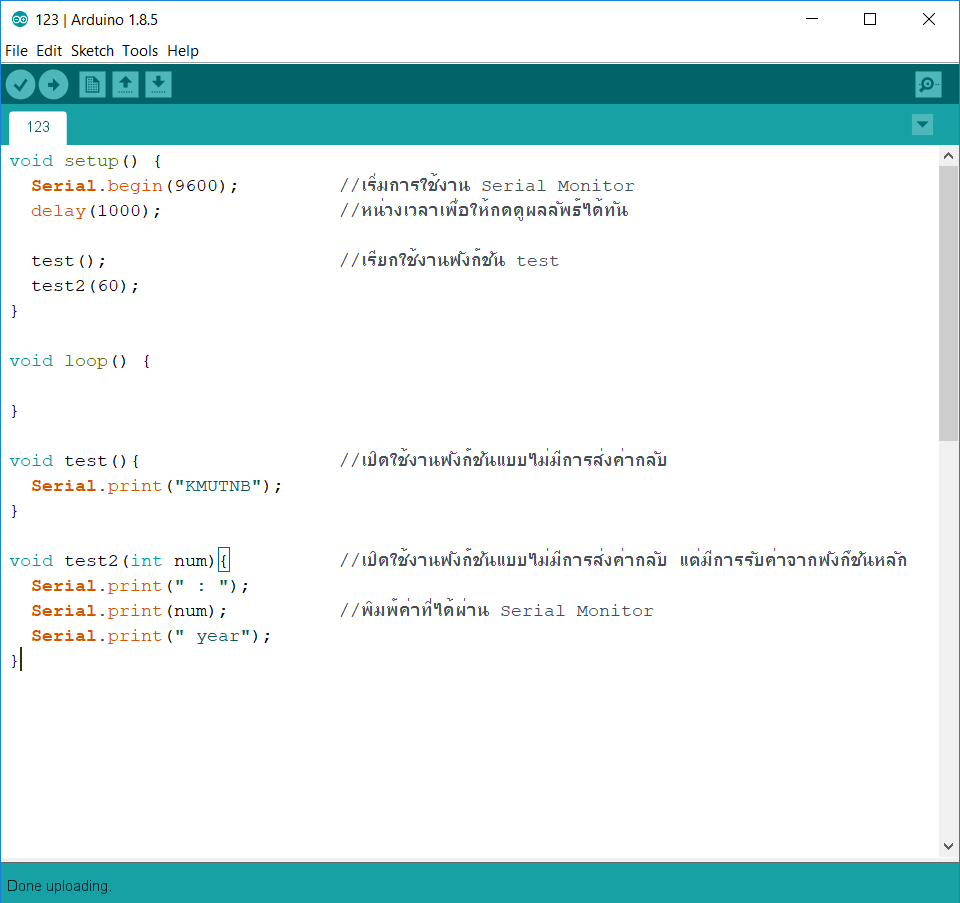 123 | Arduino 1.8.5
File Edit Sketch Tools Help
123
void setup() {
  Serial.begin(9600);         //เริ่มการใช้งาน Serial Monitor
  delay(1000);                //หน่วงเวลาเพื่อให้กดดูผลลัพธ์ได้ทัน
  test();                     //เรียกใช้งานฟังก์ชัน test
  test2(60);
}
void loop() {
}
void test(){                  //เปิดใช้งานฟังก์ชันแบบไม่มีการส่งค่ากลับ
  Serial.print("KMUTNB");
}
void test2(int num){          //เปิดใช้งานฟังก์ชันแบบไม่มีการส่งค่ากลับ แต่มีการรับค่าจากฟังก์ชันหลัก
  Serial.print(" : ");
  Serial.print(num);          //พิมพ์ค่าที่ได้ผ่าน Serial Monitor
  Serial.print(" year");
}
Done uploading.